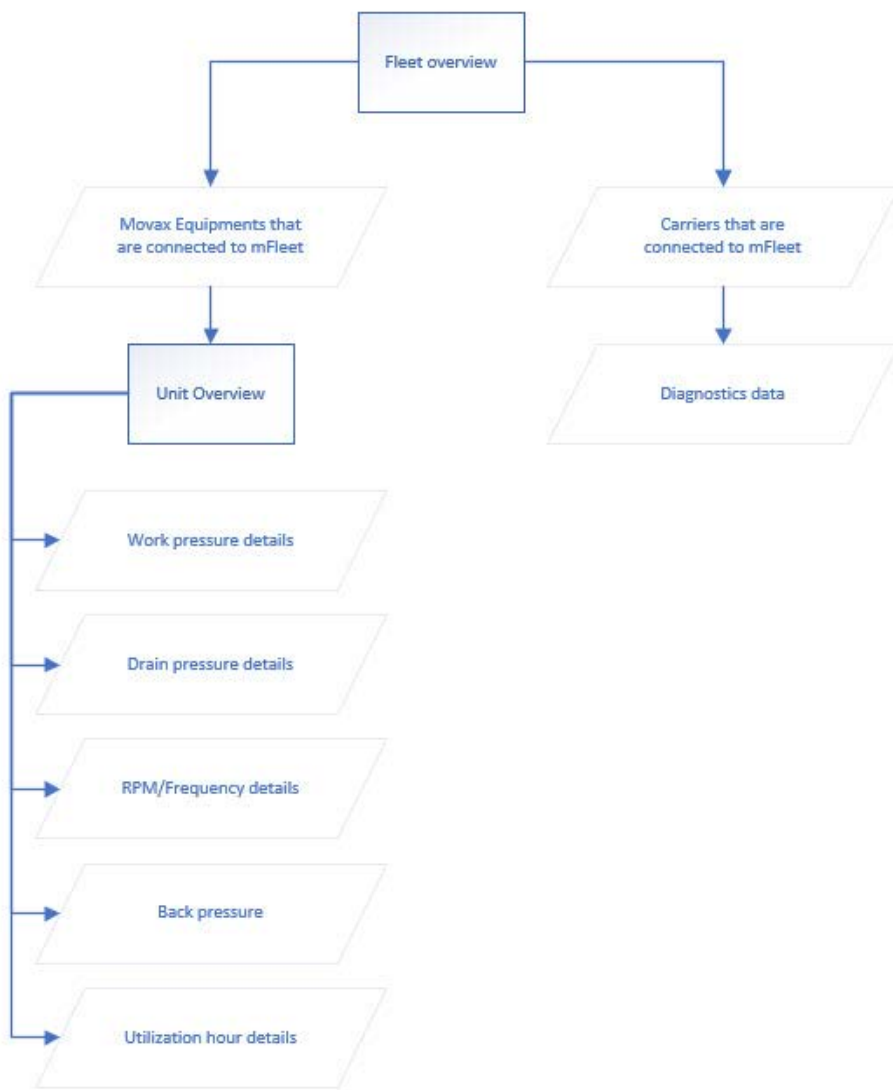 Fleet overview
Movax Equipments that
are connected to mFleet
Carriers that are
connected to mFleet
Unit Overview
Diagnostics data
Work pressure details
Drain pressure details
RPM/Frequency details
Back pressure
Utilization hour details